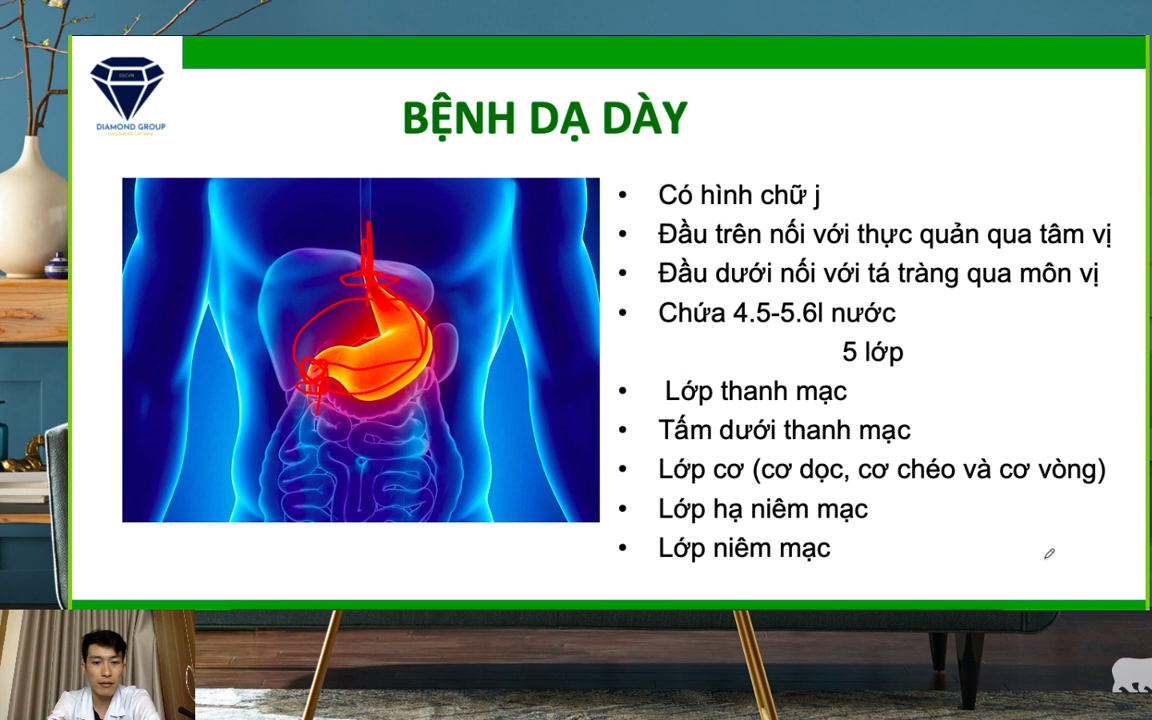 DIAMOND GROUP
BỆNH DẠ DÀY
• Có hình chữ j
• Đầu trên nối với thực quản qua tâm vị
• Đầu dưới nối với tá tràng qua môn vị
• Chứa 4.5-5.6l nước
5 lớp
• Lớp thanh mạc
• Tấm dưới thanh mạc
• Lớp cơ (cơ dọc, cơ chéo và cơ vòng)
• Lớp hạ niêm mạc
• Lớp niêm mạc